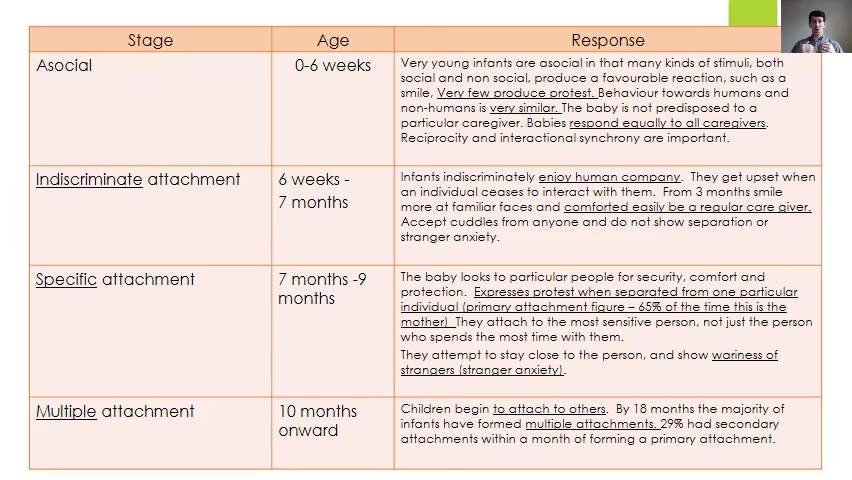 Stage Age Response
Asocial 0-6 weeks
Very young infants are asocial in that many kinds of stimuli, both
social and non social, produce a favourable reaction, such as a
smile, Very few produce protest. Behaviour towards humans and
non-humans is very similar. The baby is not predisposed to a
particular caregiver. Babies respond equally to all caregivers.
Reciprocity and interactional synchrony are important.
Indiscriminate attachment
6 weeks -
7 months
Infants indiscriminately enjoy human company. They get upset when
an individual ceases to interact with them. From 3 months smile
more at familiar faces and comforted easily be a regular care giver.
Accept cuddles from anyone and do not show separation or
stranger anxiety.
Specific attachment
7 months -9
months
The baby looks to particular people for security, comfort and
protection. Expresses protest when separated from one particular
individual (primary attachment figure – 65% of the time this is the
mother) They attach to the most sensitive person, not just the person
who spends the most time with them.
They attempt to stay close to the person, and show wariness of
strangers (stranger anxiety).
Multiple attachment
10 months
onward
Children begin to attach to others. By 18 months the majority of
infants have formed multiple attachments. 29% had secondary
attachments within a month of forming a primary attachment.